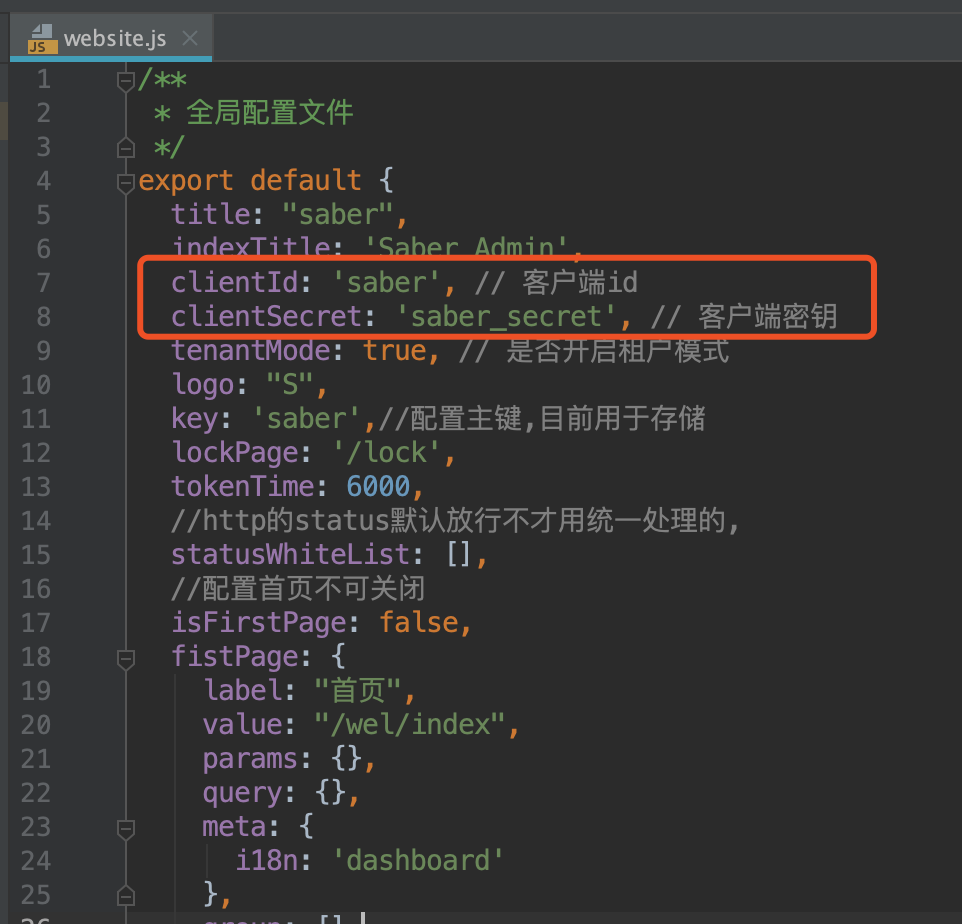 website.js
1 /**
2 * 全局配置文件
3 */
4 export default {
5 title: "saber",
6 indexTitle: 'Saber Admin',
7 clientId: 'saber', // 客户端id
8 clientSecret: 'saber_secret', // 客户端密钥
9 tenantMode: true, // 是否开启租户模式
10 logo: "S",
11 key: 'saber',//配置主键,目前用于存储
12 lockPage: '/lock',
13 tokenTime: 6000,
14 //http的status默认放行不才用统一处理的,
15 statusWhiteList: [],
16 //配置首页不可关闭
17 isFirstPage: false,
18 fistPage: {
19 label: "首页",
20 value: "/wel/index",
21 params: {},
22 query: {},
23 meta: {
24 i18n: 'dashboard'
25 },
26 group: []